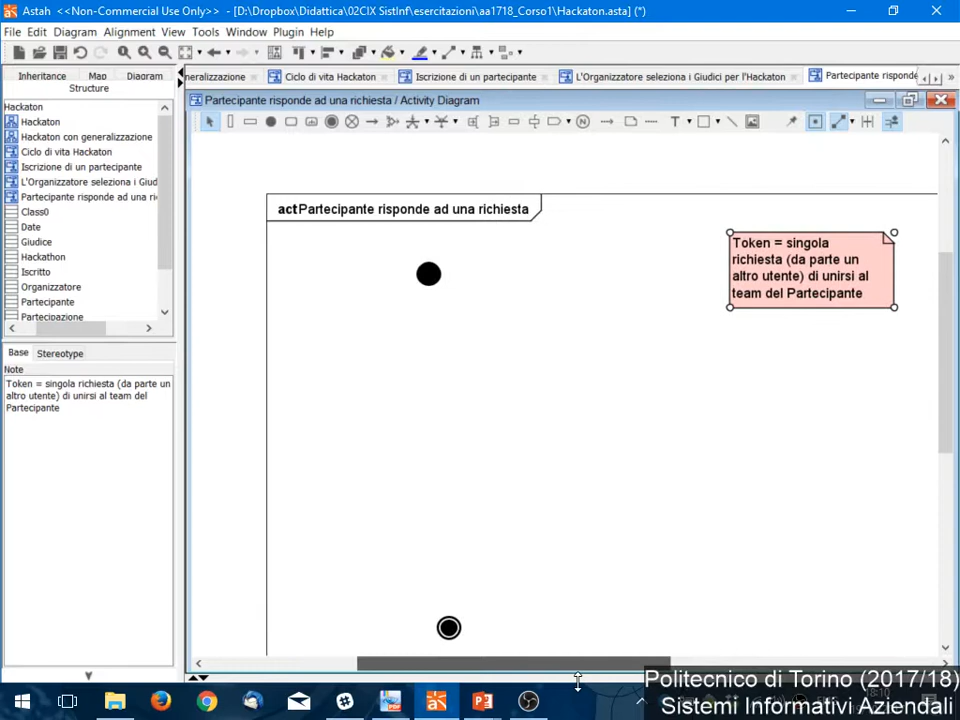 Astah <<Non-Commercial Use Only>> - [D:\Dropbox\Didattica\02CIX SistInf\esercitazioni\aa1718_Corso1\Hackaton.asta] (*)
File Edit Diagram Alignment View Tools Window Plugin Help
Inheritance Map Diagram
Structure
eneralizzazione
Ciclo di vita Hackaton
Iscrizione di un partecipante
L'Organizzatore seleziona i Giudici per l'Hackaton
Partecipante risponde
Partecipante risponde ad una richiesta / Activity Diagram
Hackaton
Hackaton
Hackaton con generalizzazione
Ciclo di vita Hackaton
Iscrizione di un partecipante
L'Organizzatore seleziona i Giudi
Partecipante risponde ad una ri
Class0
Date
Giudice
Hackathon
Iscritto
Organizzatore
Partecipante
Partecipazione
T
N
act Partecipante risponde ad una richiesta
Token = singola
richiesta (da parte un
altro utente) di unirsi al
team del Partecipante
Base Stereotype
Note
Token = singola richiesta (da parte un
altro utente) di unirsi al team del
Partecipante
18:10
Politecnico di Torino (2017/18)
Sistemi Informativi Aziendali